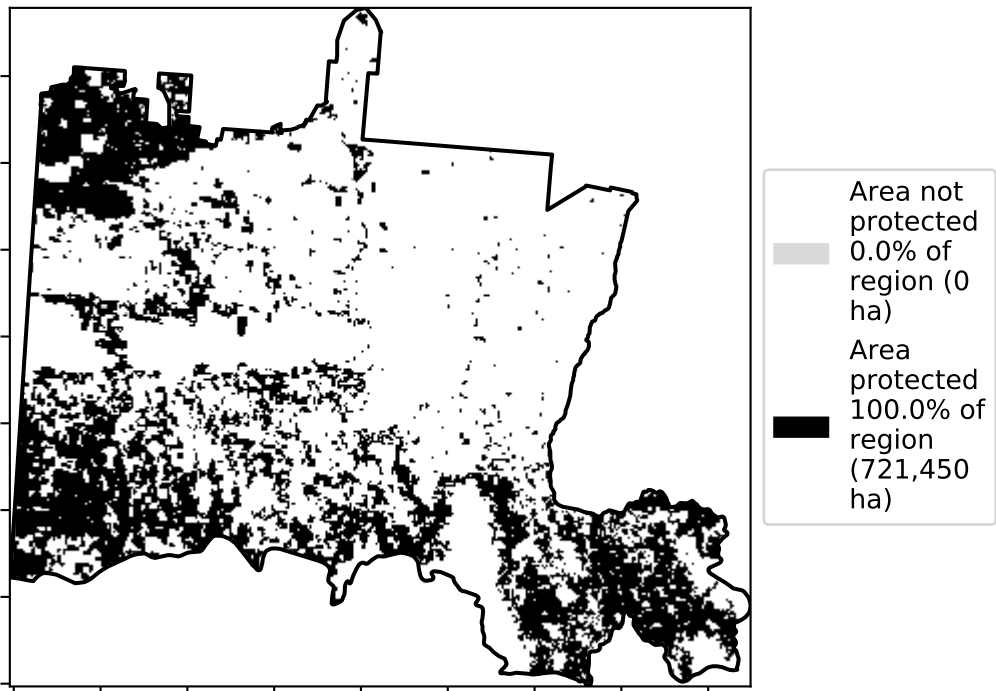 Area not
protected
0.0% of
region (0
ha)
Area
protected
100.0% of
region
(721,450
ha)